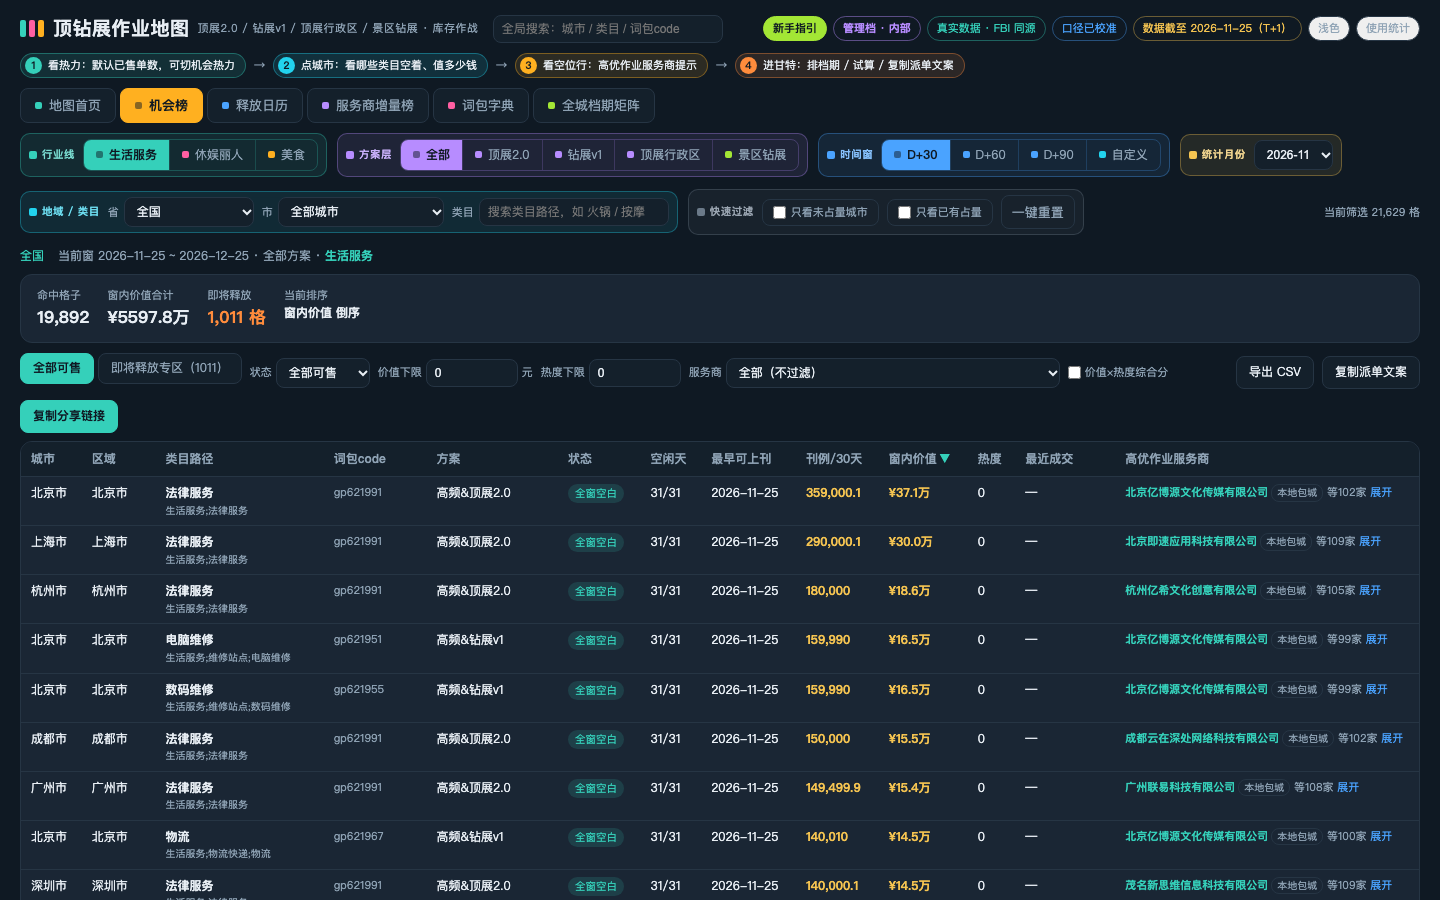 顶钻展作业地图 顶展2.0 / 钻展v1 / 顶展行政区 / 景区钻展 · 库存作战 全局搜索：城市 / 类目 / 词包code 新手指引 管理档 · 内部 真实数据 · FBI 同源 口径已校准 数据截至 2026-11-25（T+1） 浅色 使用统计
1 看热力：默认已售单数，可切机会热力 → 2 点城市：看哪些类目空着、值多少钱 → 3 看空位行：高优作业服务商提示 → 4 进甘特：排档期 / 试算 / 复制派单文案
地图首页 机会榜 释放日历 服务商增量榜 词包字典 全城档期矩阵
行业线 生活服务 休娱丽人 美食 方案层 全部 顶展2.0 钻展v1 顶展行政区 景区钻展 时间窗 D+30 D+60 D+90 自定义 统计月份 2026-11
地域 / 类目 省 全国 市 全部城市 类目 搜索类目路径，如 火锅 / 按摩 快速过滤 只看未占量城市 只看已有占量 一键重置 当前筛选 21,629 格
全国 当前窗 2026-11-25 ~ 2026-12-25 · 全部方案 · 生活服务
命中格子 窗内价值合计 即将释放 当前排序
19,892 ¥5597.8万 1,011 格 窗内价值 倒序
全部可售 即将释放专区（1011） 状态 全部可售 价值下限 0 元 热度下限 0 服务商 全部（不过滤） 价值×热度综合分 导出 CSV 复制派单文案
复制分享链接
城市 区域 类目路径 词包code 方案 状态 空闲天 最早可上刊 刊例/30天 窗内价值▼ 热度 最近成交 高优作业服务商
北京市 北京市 法律服务 gp621991 高频&顶展2.0 全窗空白 31/31 2026-11-25 359,000.1 ¥37.1万 0 — 北京亿博源文化传媒有限公司 本地包城 等102家 展开
生活服务;法律服务
上海市 上海市 法律服务 gp621991 高频&顶展2.0 全窗空白 31/31 2026-11-25 290,000.1 ¥30.0万 0 — 北京即速应用科技有限公司 本地包城 等109家 展开
生活服务;法律服务
杭州市 杭州市 法律服务 gp621991 高频&顶展2.0 全窗空白 31/31 2026-11-25 180,000 ¥18.6万 0 — 杭州亿希文化创意有限公司 本地包城 等105家 展开
生活服务;法律服务
北京市 北京市 电脑维修 gp621951 高频&钻展v1 全窗空白 31/31 2026-11-25 159,990 ¥16.5万 0 — 北京亿博源文化传媒有限公司 本地包城 等99家 展开
生活服务;维修站点;电脑维修
北京市 北京市 数码维修 gp621955 高频&钻展v1 全窗空白 31/31 2026-11-25 159,990 ¥16.5万 0 — 北京亿博源文化传媒有限公司 本地包城 等99家 展开
生活服务;维修站点;数码维修
成都市 成都市 法律服务 gp621991 高频&顶展2.0 全窗空白 31/31 2026-11-25 150,000 ¥15.5万 0 — 成都云在深处网络科技有限公司 本地包城 等102家 展开
生活服务;法律服务
广州市 广州市 法律服务 gp621991 高频&顶展2.0 全窗空白 31/31 2026-11-25 149,499.9 ¥15.4万 0 — 广州联易科技有限公司 本地包城 等108家 展开
生活服务;法律服务
北京市 北京市 物流 gp621967 高频&钻展v1 全窗空白 31/31 2026-11-25 140,010 ¥14.5万 0 — 北京亿博源文化传媒有限公司 本地包城 等100家 展开
生活服务;物流快递;物流
深圳市 深圳市 法律服务 gp621991 高频&顶展2.0 全窗空白 31/31 2026-11-25 140,000.1 ¥14.5万 0 — 茂名新思维信息科技有限公司 本地包城 等109家 展开